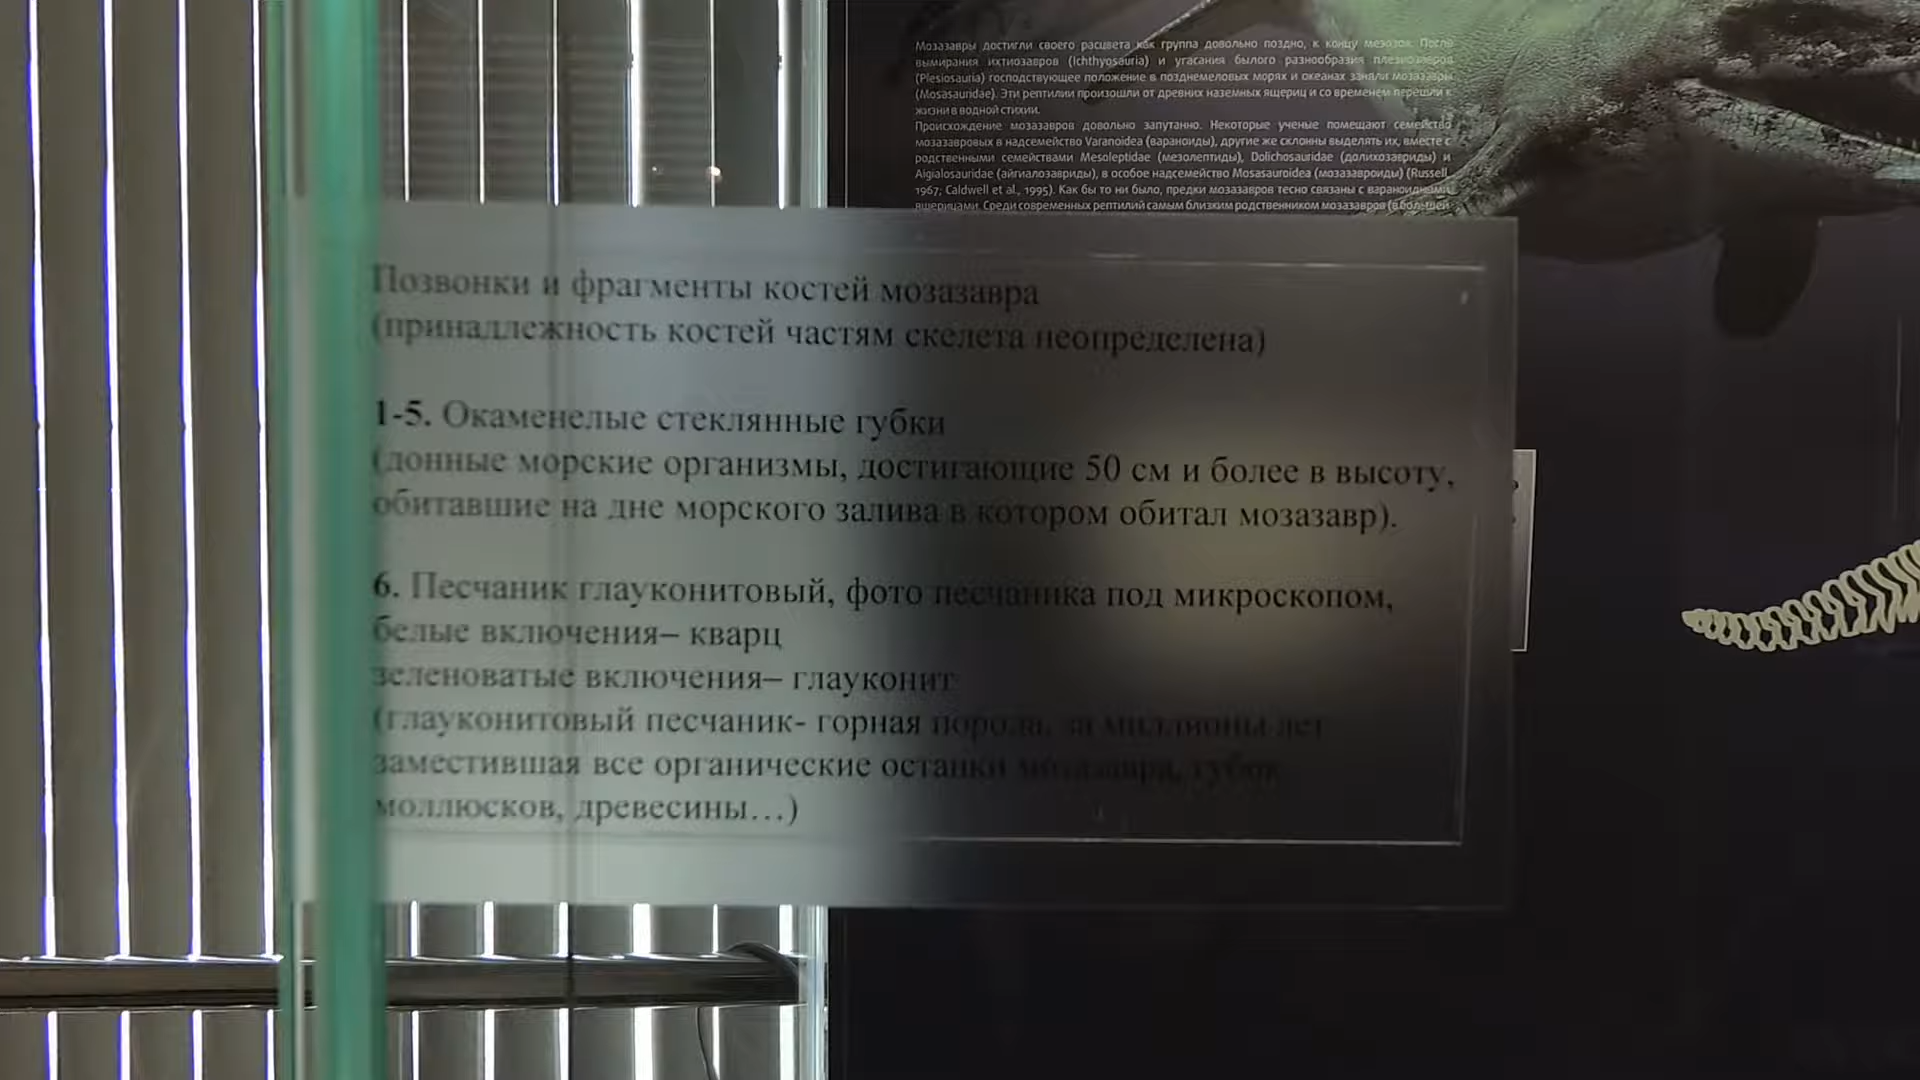 Мозазавры достигли своего расцвета как группа довольно поздно, к концу мезозоя. После
вымирания ихтиозавров (Ichthyosauria) и угасания былого разнообразия плезиозавров
(Plesiosauria) господствующее положение в позднемеловых морях и океанах заняли мозазавры
(Mosasauridae). Эти рептилии произошли от древних наземных ящериц и со временем перешли к
жизни в водной стихии.
Происхождение мозазавров довольно запутанно. Некоторые ученые помещают семейство
мозазавровых в надсемейство Varanoidea (вараноиды), другие же склонны выделять их, вместе с
родственными семействами Mesoleptidae (мезолептиды), Dolichosauridae (долихозавриды) и
Aigialosauridae (айгиалозавриды), в особое надсемейство Mosasauroidea (мозазавроиды) (Russell,
1967; Caldwell et al., 1995). Как бы то ни было, предки мозазавров тесно связаны с вараноидными
ящерицами. Среди современных рептилий самым близким родственником мозазавров (в большей
Позвонки и фрагменты костей мозазавра
(принадлежность костей частям скелета неопределена)
1-5. Окаменелые стеклянные губки
(донные морские организмы, достигающие 50 см и более в высоту,
обитавшие на дне морского залива в котором обитал мозазавр).
6. Песчаник глауконитовый, фото песчаника под микроскопом,
белые включения– кварц
зеленоватые включения– глауконит
(глауконитовый песчаник- горная порода, за миллионы лет
заместившая все органические останки мозазавра, губок
моллюсков, древесины...)